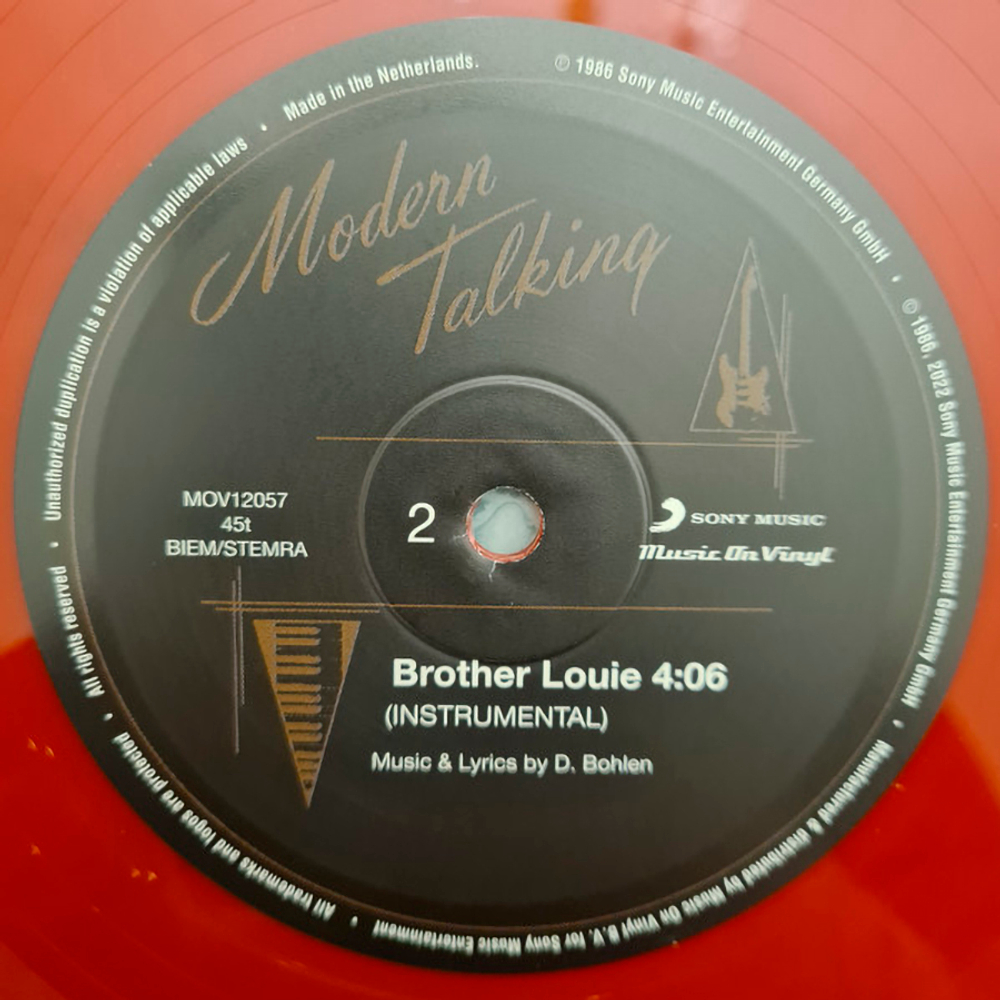 Modern
Talking
MOV12057
45t
BIEM/STEMRA
2
SONY MUSIC
Music On Vinyl
Brother Louie 4:06
(INSTRUMENTAL)
Music & Lyrics by D. Bohlen
℗ 1986 Sony Music Entertainment Germany GmbH • © 1986, 2022 Sony Music Entertainment Germany GmbH • Manufactured & distributed by Music On Vinyl B.V. for Sony Music Entertainment • All trademarks and logos are protected • All rights reserved • Unauthorized duplication is a violation of applicable laws • Made in the Netherlands.